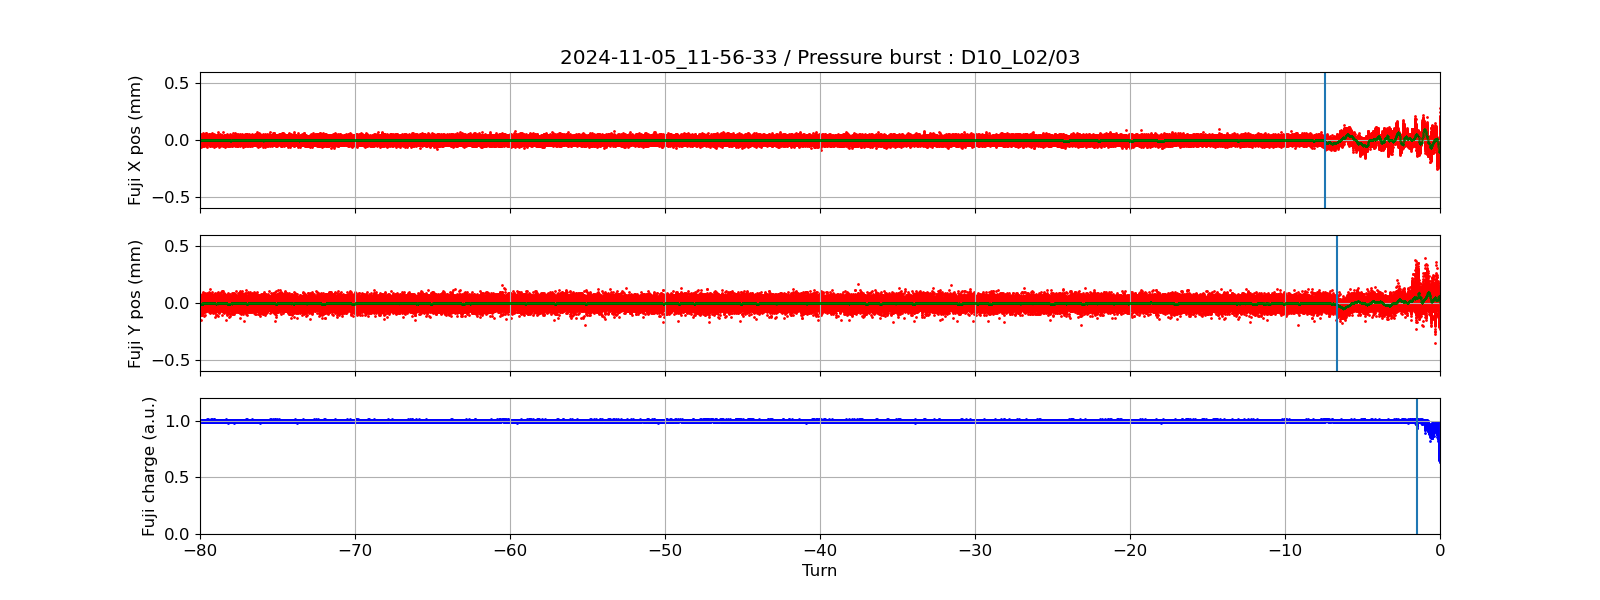 2024-11-05_11-56-33 / Pressure burst : D10_L02/03
Fuji X pos (mm)
0.5
0.0
−0.5
Fuji Y pos (mm)
0.5
0.0
−0.5
Fuji charge (a.u.)
1.0
0.5
0.0
−80 −70 −60 −50 −40 −30 −20 −10 0
Turn